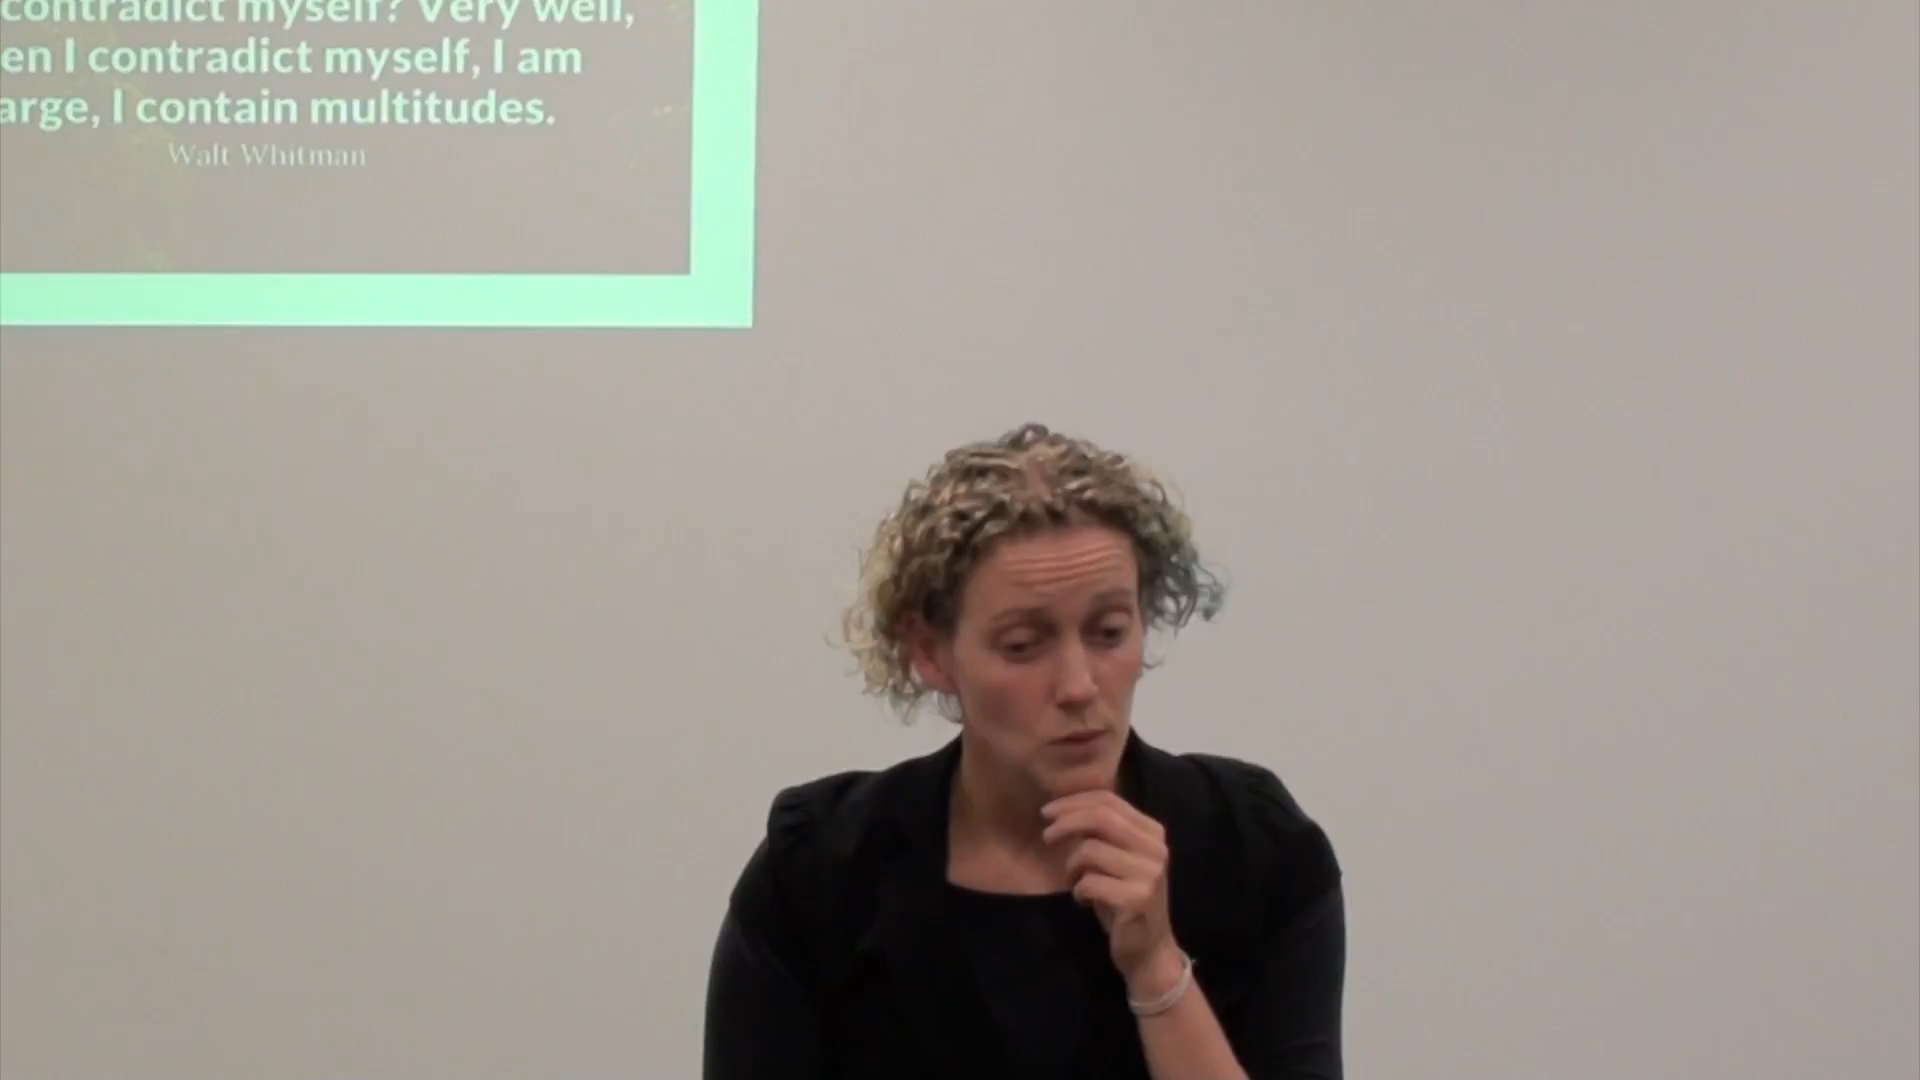 contradict myself? Very well,
en I contradict myself, I am
arge, I contain multitudes.
Walt Whitman